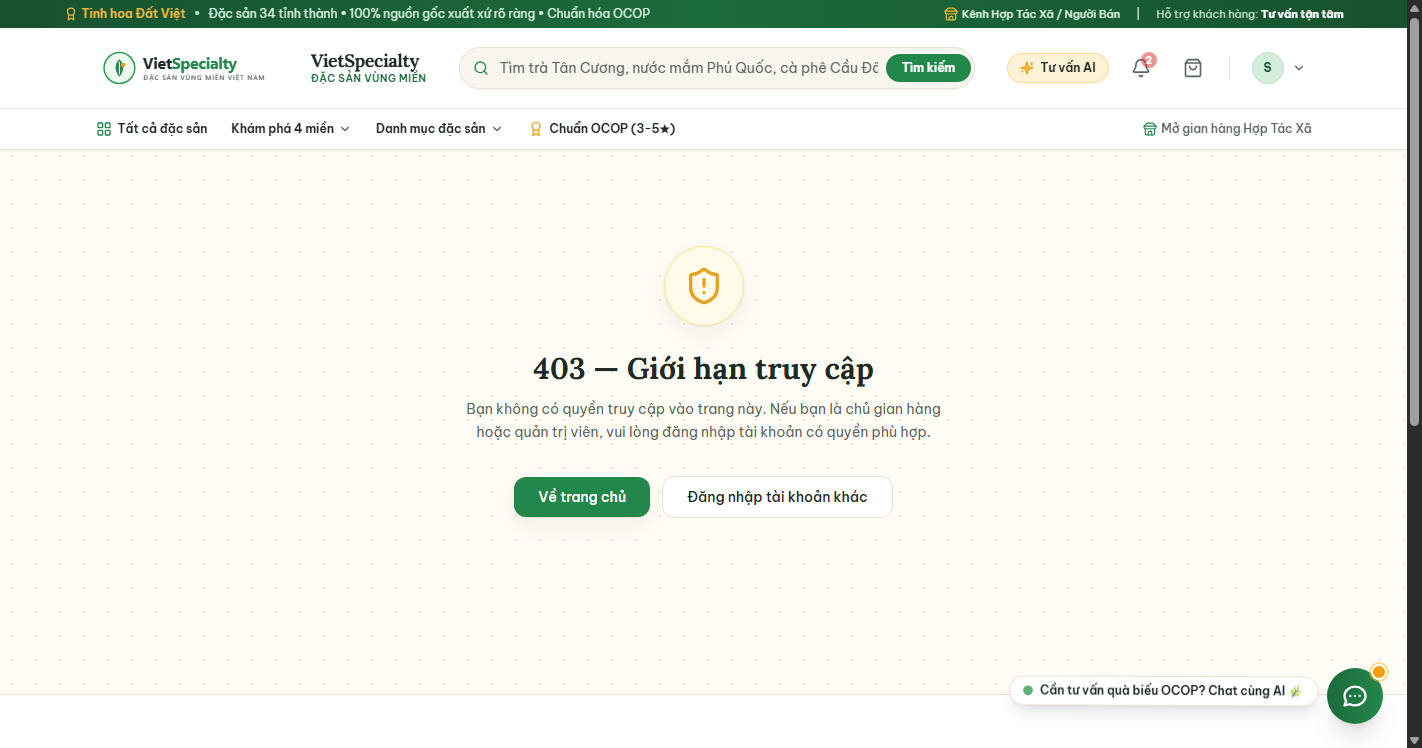 Tinh hoa Đất Việt • Đặc sản 34 tỉnh thành • 100% nguồn gốc xuất xứ rõ ràng • Chuẩn hóa OCOP
Kênh Hợp Tác Xã / Người Bán | Hỗ trợ khách hàng: Tư vấn tận tâm
VietSpecialty
ĐẶC SẢN VÙNG MIỀN VIỆT NAM
VietSpecialty
ĐẶC SẢN VÙNG MIỀN
Tìm trà Tân Cương, nước mắm Phú Quốc, cà phê Cầu Đấ
Tìm kiếm
Tư vấn AI
2
S
Tất cả đặc sản
Khám phá 4 miền
Danh mục đặc sản
Chuẩn OCOP (3-5★)
Mở gian hàng Hợp Tác Xã
403 — Giới hạn truy cập
Bạn không có quyền truy cập vào trang này. Nếu bạn là chủ gian hàng
hoặc quản trị viên, vui lòng đăng nhập tài khoản có quyền phù hợp.
Về trang chủ
Đăng nhập tài khoản khác
Cần tư vấn quà biếu OCOP? Chat cùng AI 🌿